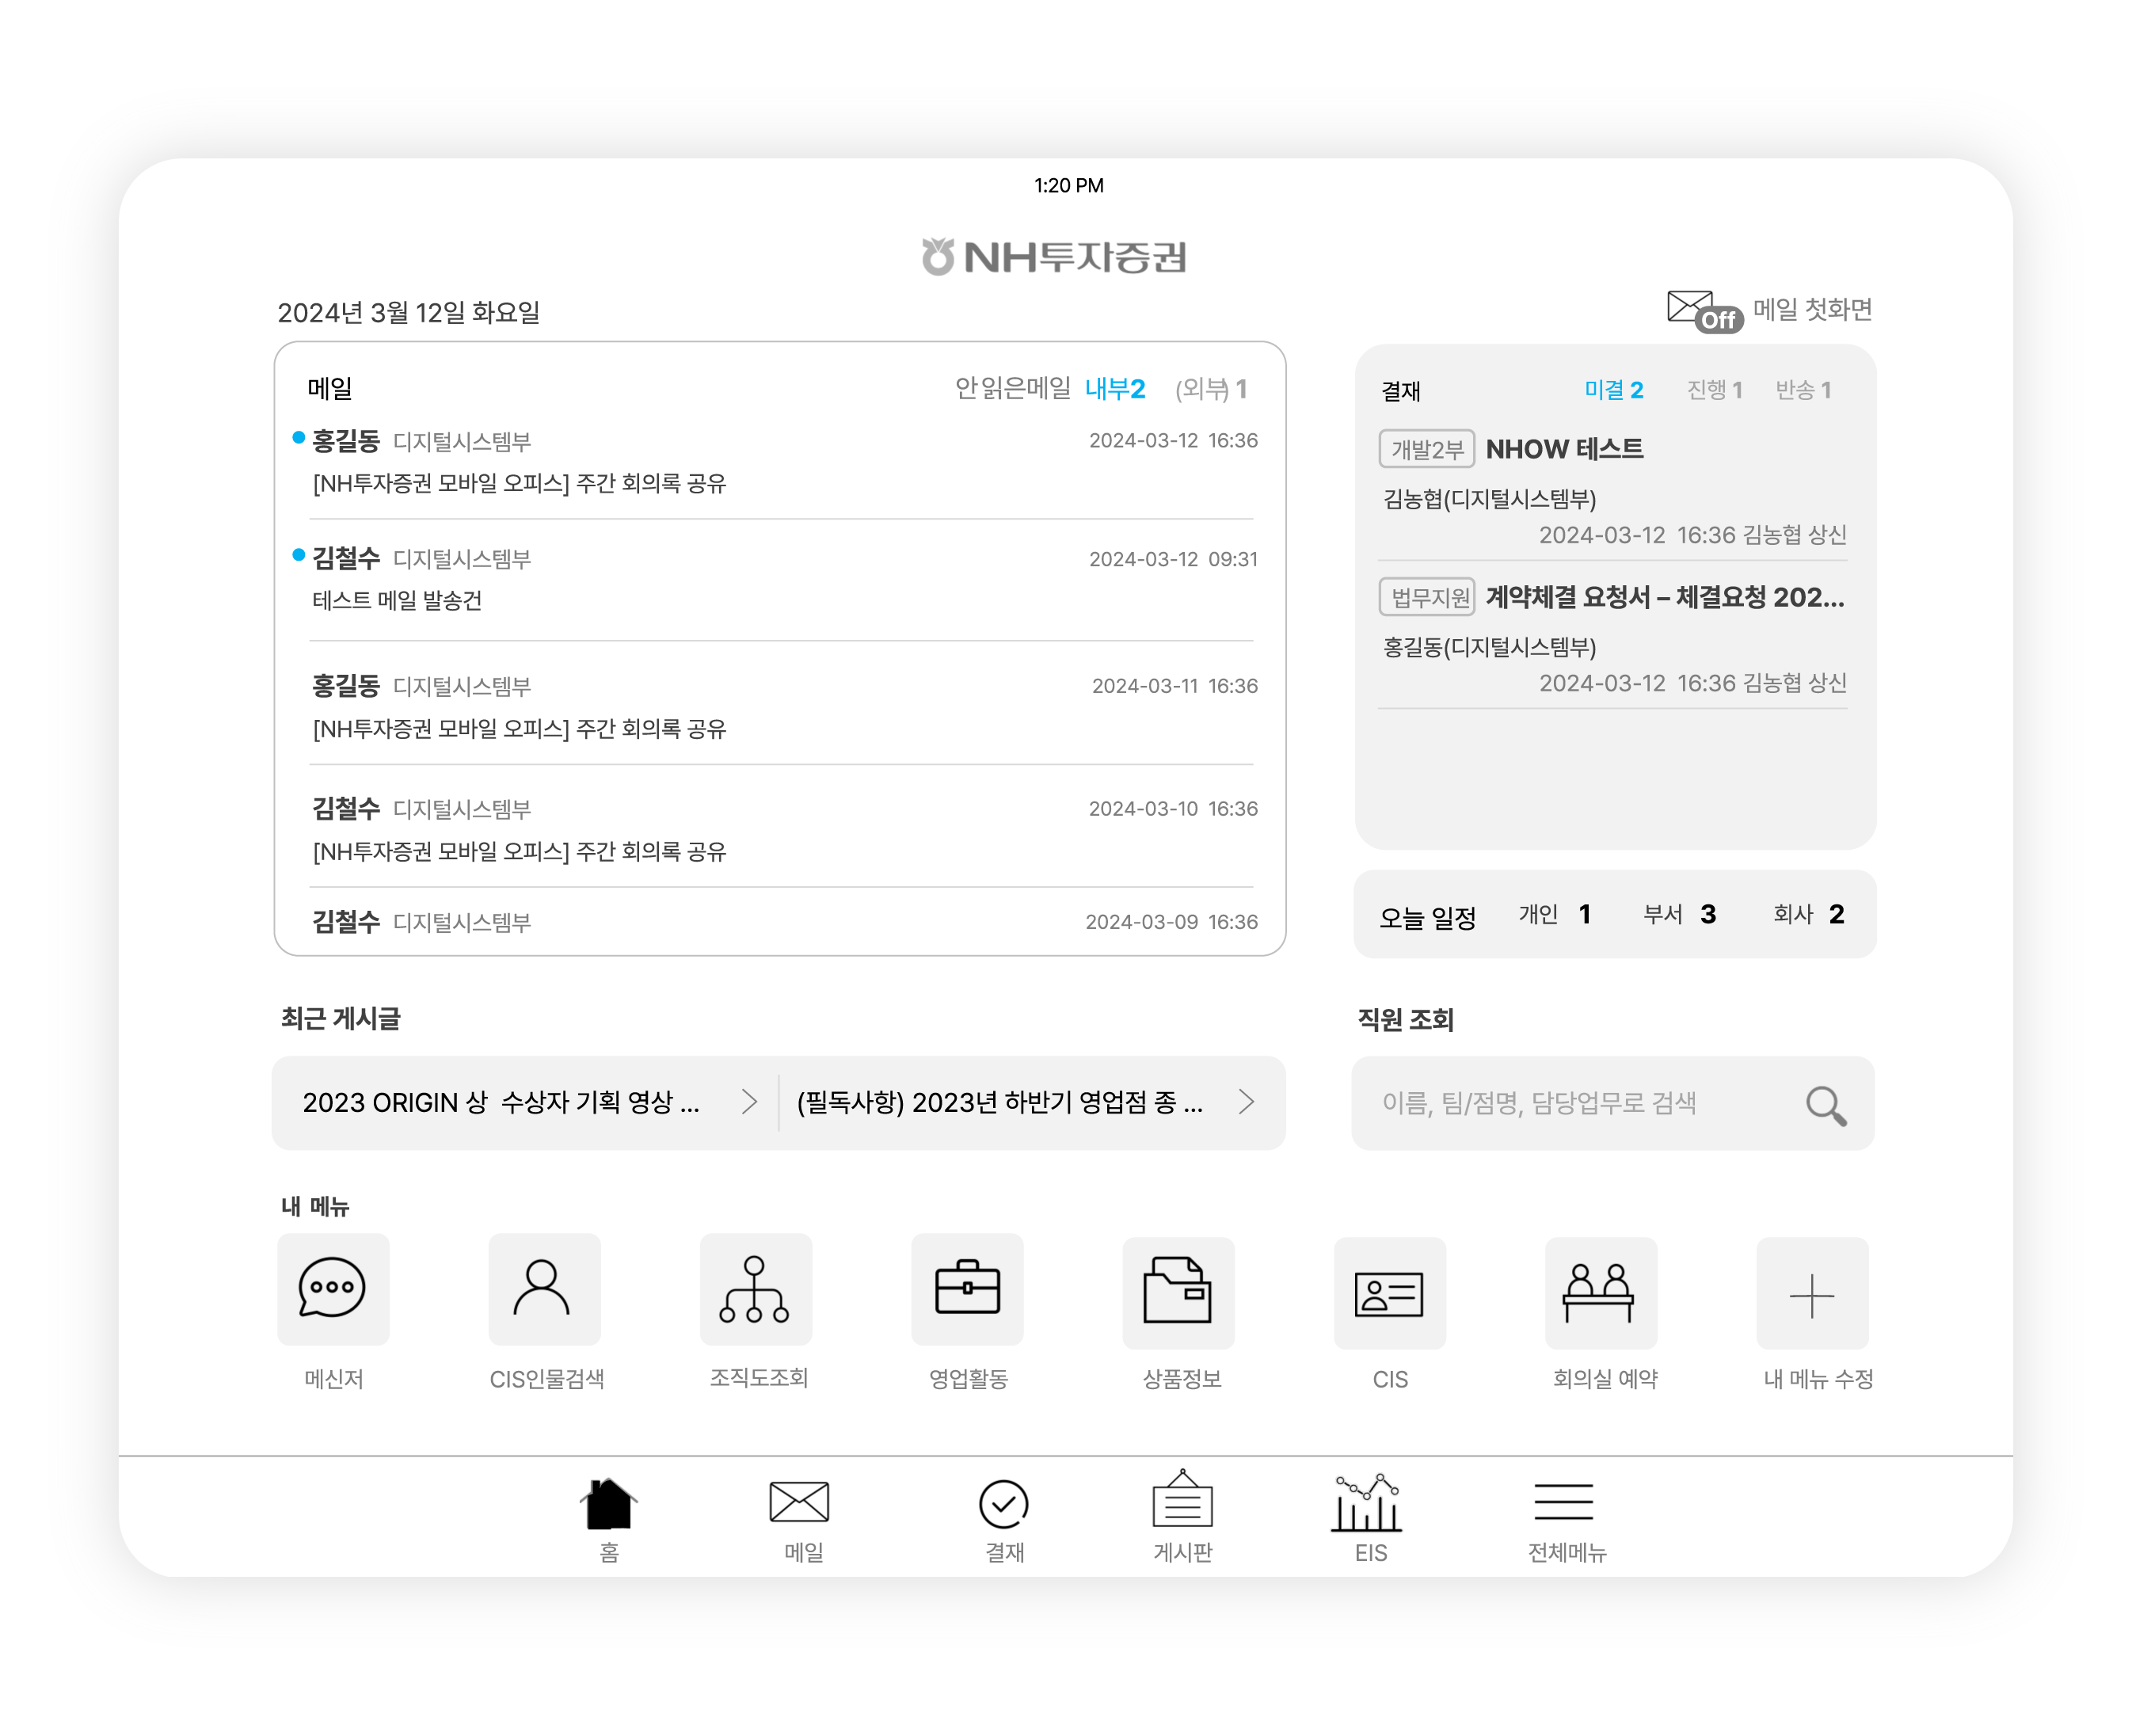 1:20 PM
NH투자증권
2024년 3월 12일 화요일
Off 메일 첫화면
메일 안읽은메일 내부2 (외부) 1
홍길동 디지털시스템부 2024-03-12 16:36
[NH투자증권 모바일 오피스] 주간 회의록 공유
김철수 디지털시스템부 2024-03-12 09:31
테스트 메일 발송건
홍길동 디지털시스템부 2024-03-11 16:36
[NH투자증권 모바일 오피스] 주간 회의록 공유
김철수 디지털시스템부 2024-03-10 16:36
[NH투자증권 모바일 오피스] 주간 회의록 공유
김철수 디지털시스템부 2024-03-09 16:36
결재 미결 2 진행 1 반송 1
개발2부 NHOW 테스트
김농협(디지털시스템부)
2024-03-12 16:36 김농협 상신
법무지원 계약체결 요청서 – 체결요청 202...
홍길동(디지털시스템부)
2024-03-12 16:36 김농협 상신
오늘 일정 개인 1 부서 3 회사 2
최근 게시글
2023 ORIGIN 상 수상자 기획 영상 ...
(필독사항) 2023년 하반기 영업점 종 ...
직원 조회
이름, 팀/점명, 담당업무로 검색
내 메뉴
메신저 CIS인물검색 조직도조회 영업활동 상품정보 CIS 회의실 예약 내 메뉴 수정
홈 메일 결재 게시판 EIS 전체메뉴